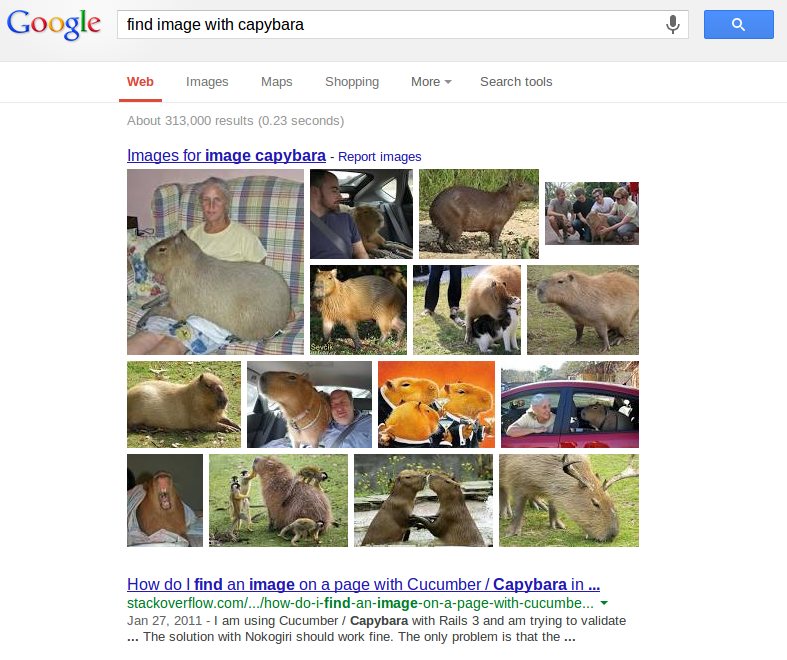 Google
find image with capybara
Web Images Maps Shopping More Search tools
About 313,000 results (0.23 seconds)
Images for image capybara - Report images
Sevčik
How do I find an image on a page with Cucumber / Capybara in ...
stackoverflow.com/.../how-do-i-find-an-image-on-a-page-with-cucumbe...
Jan 27, 2011 - I am using Cucumber / Capybara with Rails 3 and am trying to validate
... The solution with Nokogiri should work fine. The only problem is that the ...